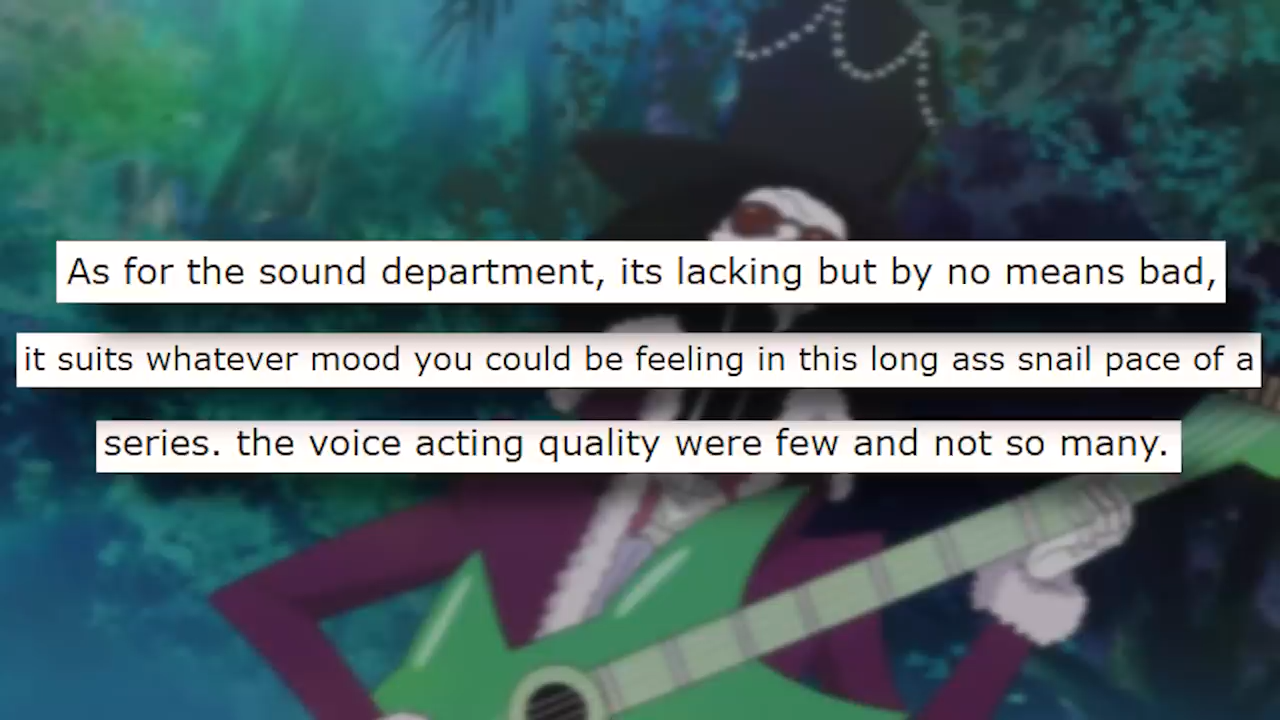 As for the sound department, its lacking but by no means bad,
it suits whatever mood you could be feeling in this long ass snail pace of a
series. the voice acting quality were few and not so many.